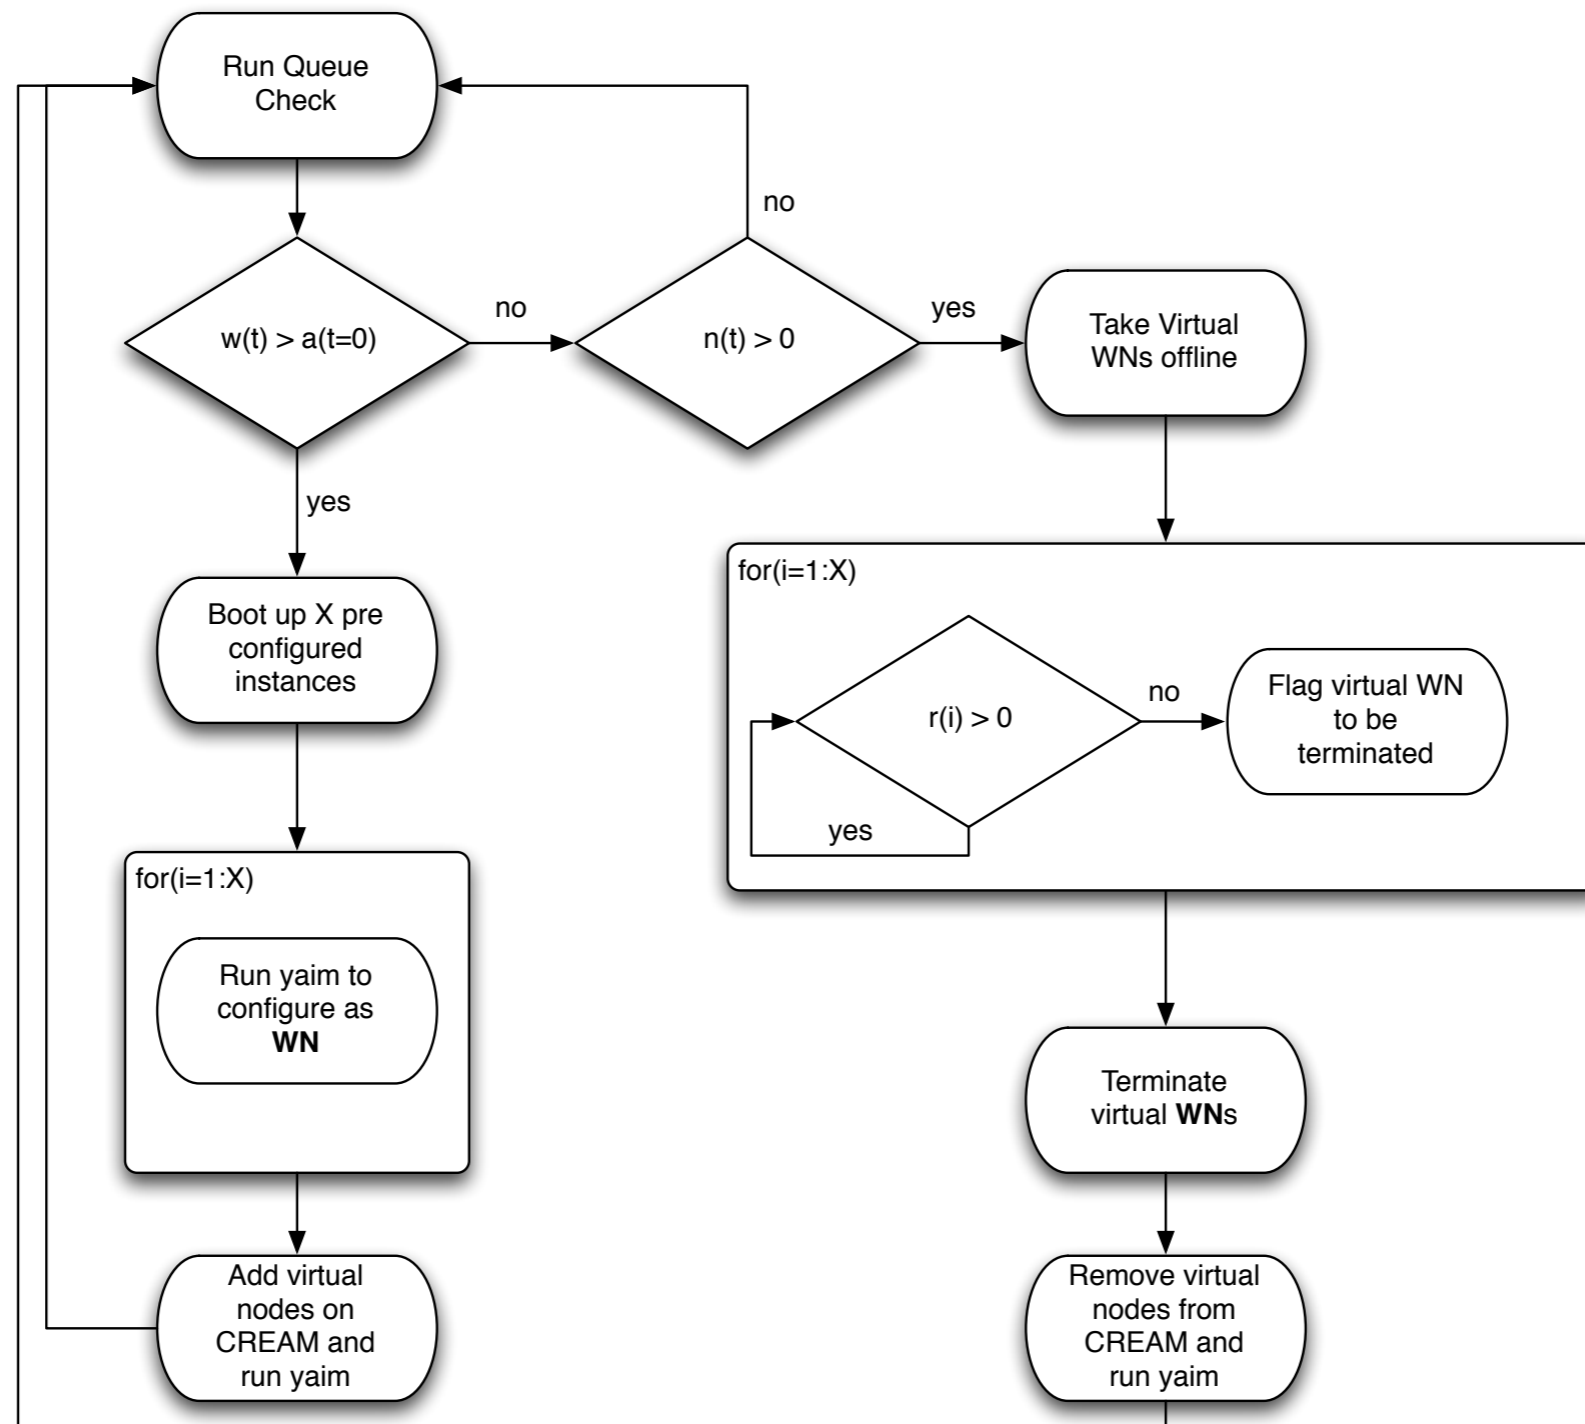 Run Queue
Check
no
w(t) > a(t=0)
no
n(t) > 0
yes
Take Virtual
WNs offline
yes
Boot up X pre
configured
instances
for(i=1:X)
r(i) > 0
no
Flag virtual WN
to be
terminated
yes
for(i=1:X)
Run yaim to
configure as
WN
Terminate
virtual WNs
Add virtual
nodes on
CREAM and
run yaim
Remove virtual
nodes from
CREAM and
run yaim